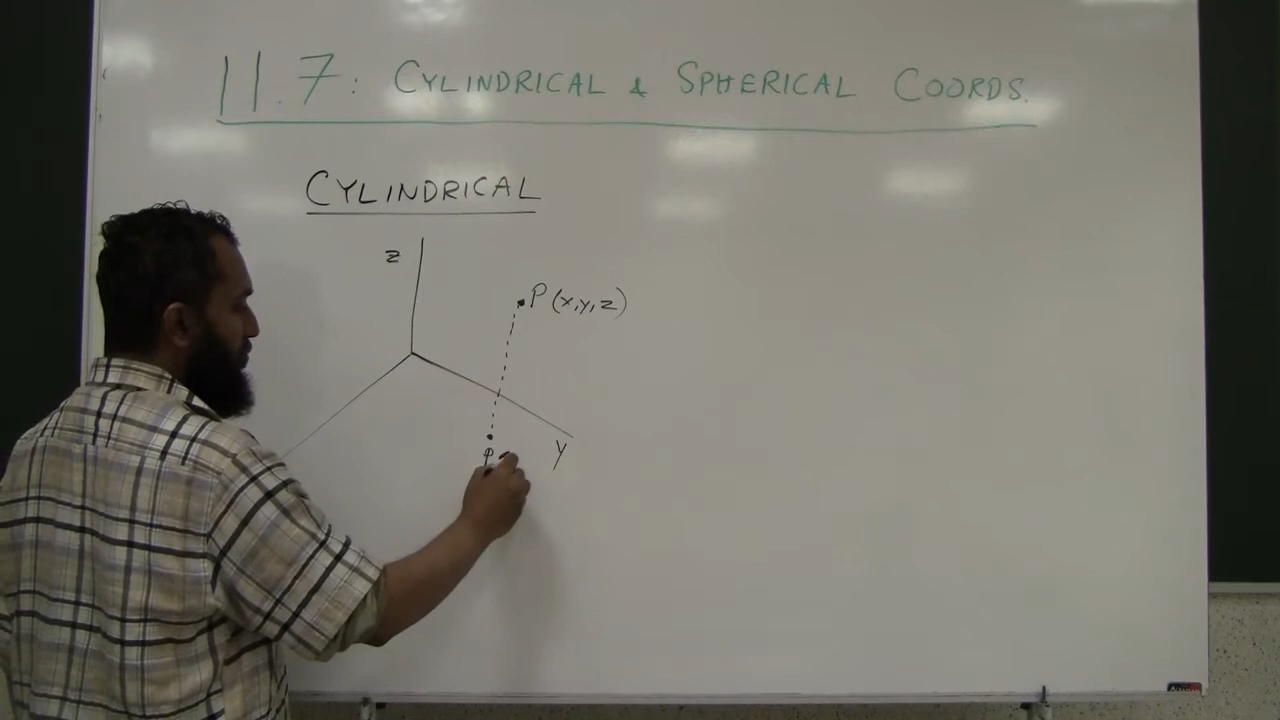 11.7: CYLINDRICAL & SPHERICAL COORDS.
CYLINDRICAL
z
P(x,y,z)
y
P